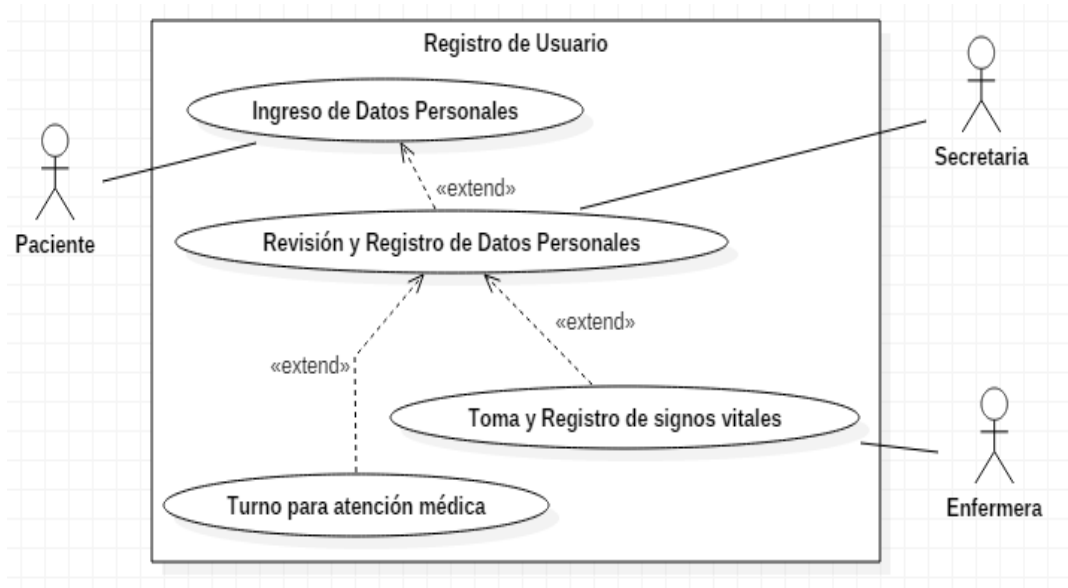 Registro de Usuario
Ingreso de Datos Personales
Secretaria
«extend»
Paciente
Revisión y Registro de Datos Personales
«extend»
«extend»
Toma y Registro de signos vitales
Turno para atención médica
Enfermera